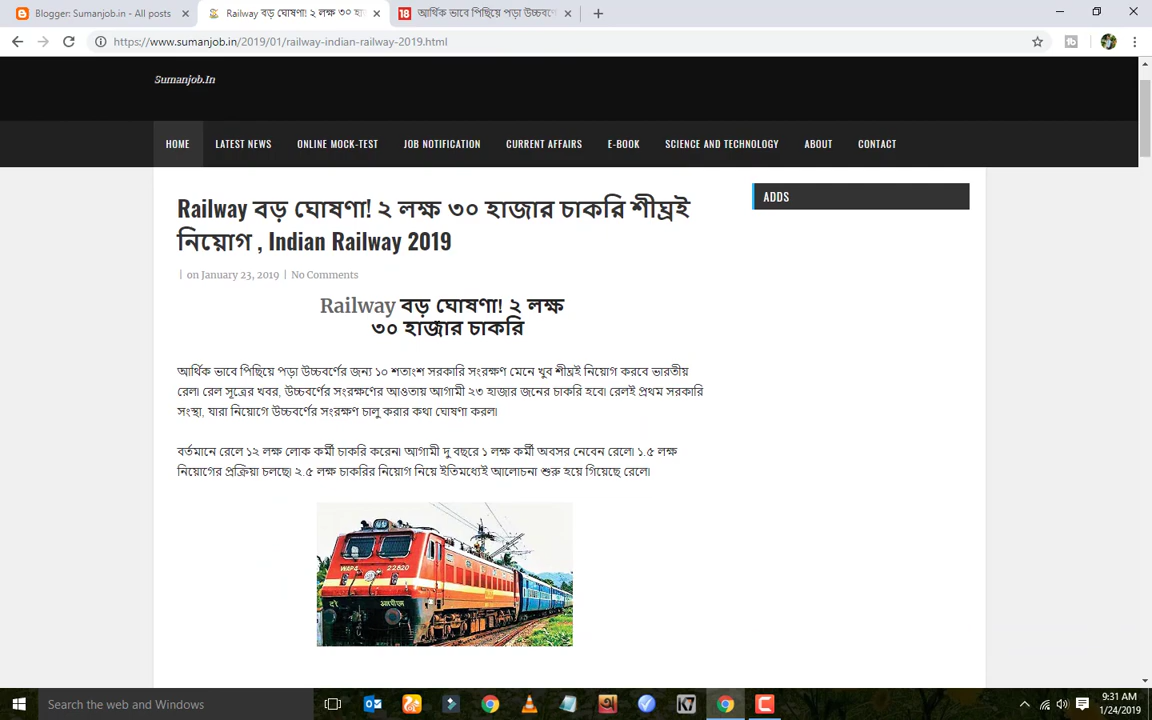 Blogger: Sumanjob.in - All posts
Railway বড় ঘোষণা! ২ লক্ষ ৩০ হা
আর্থিক ভাবে পিছিয়ে পড়া উচ্চবর্ণে
https://www.sumanjob.in/2019/01/railway-indian-railway-2019.html
Sumanjob.In
HOME LATEST NEWS ONLINE MOCK-TEST JOB NOTIFICATION CURRENT AFFAIRS E-BOOK SCIENCE AND TECHNOLOGY ABOUT CONTACT
Railway বড় ঘোষণা! ২ লক্ষ ৩০ হাজার চাকরি শীঘ্রই
নিয়োগ , Indian Railway 2019
ADDS
| on January 23, 2019 | No Comments
Railway বড় ঘোষণা! ২ লক্ষ
৩০ হাজার চাকরি
আর্থিক ভাবে পিছিয়ে পড়া উচ্চবর্ণের জন্য ১০ শতাংশ সরকারি সংরক্ষণ মেনে খুব শীঘ্রই নিয়োগ করবে ভারতীয়
রেল। রেল সূত্রের খবর, উচ্চবর্ণের সংরক্ষণের আওতায় আগামী ২৩ হাজার জনের চাকরি হবে। রেলই প্রথম সরকারি
সংস্থা, যারা নিয়োগে উচ্চবর্ণের সংরক্ষণ চালু করার কথা ঘোষণা করল।
বর্তমানে রেলে ১২ লক্ষ লোক কর্মী চাকরি করেন। আগামী দু বছরে ১ লক্ষ কর্মী অবসর নেবেন রেলে। ১.৫ লক্ষ
নিয়োগের প্রক্রিয়া চলছে। ২.৫ লক্ষ চাকরির নিয়োগ নিয়ে ইতিমধ্যেই আলোচনা শুরু হয়ে গিয়েছে রেলে।
WAP4 22820
Search the web and Windows
9:31 AM
1/24/2019